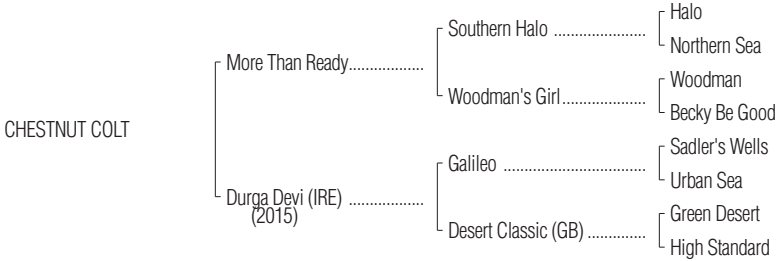 CHESTNUT COLT
More Than Ready..................
Durga Devi (IRE) ..................
(2015)
Southern Halo ......................
Woodman's Girl....................
Galileo ..................................
Desert Classic (GB) ..............
Halo
Northern Sea
Woodman
Becky Be Good
Sadler's Wells
Urban Sea
Green Desert
High Standard